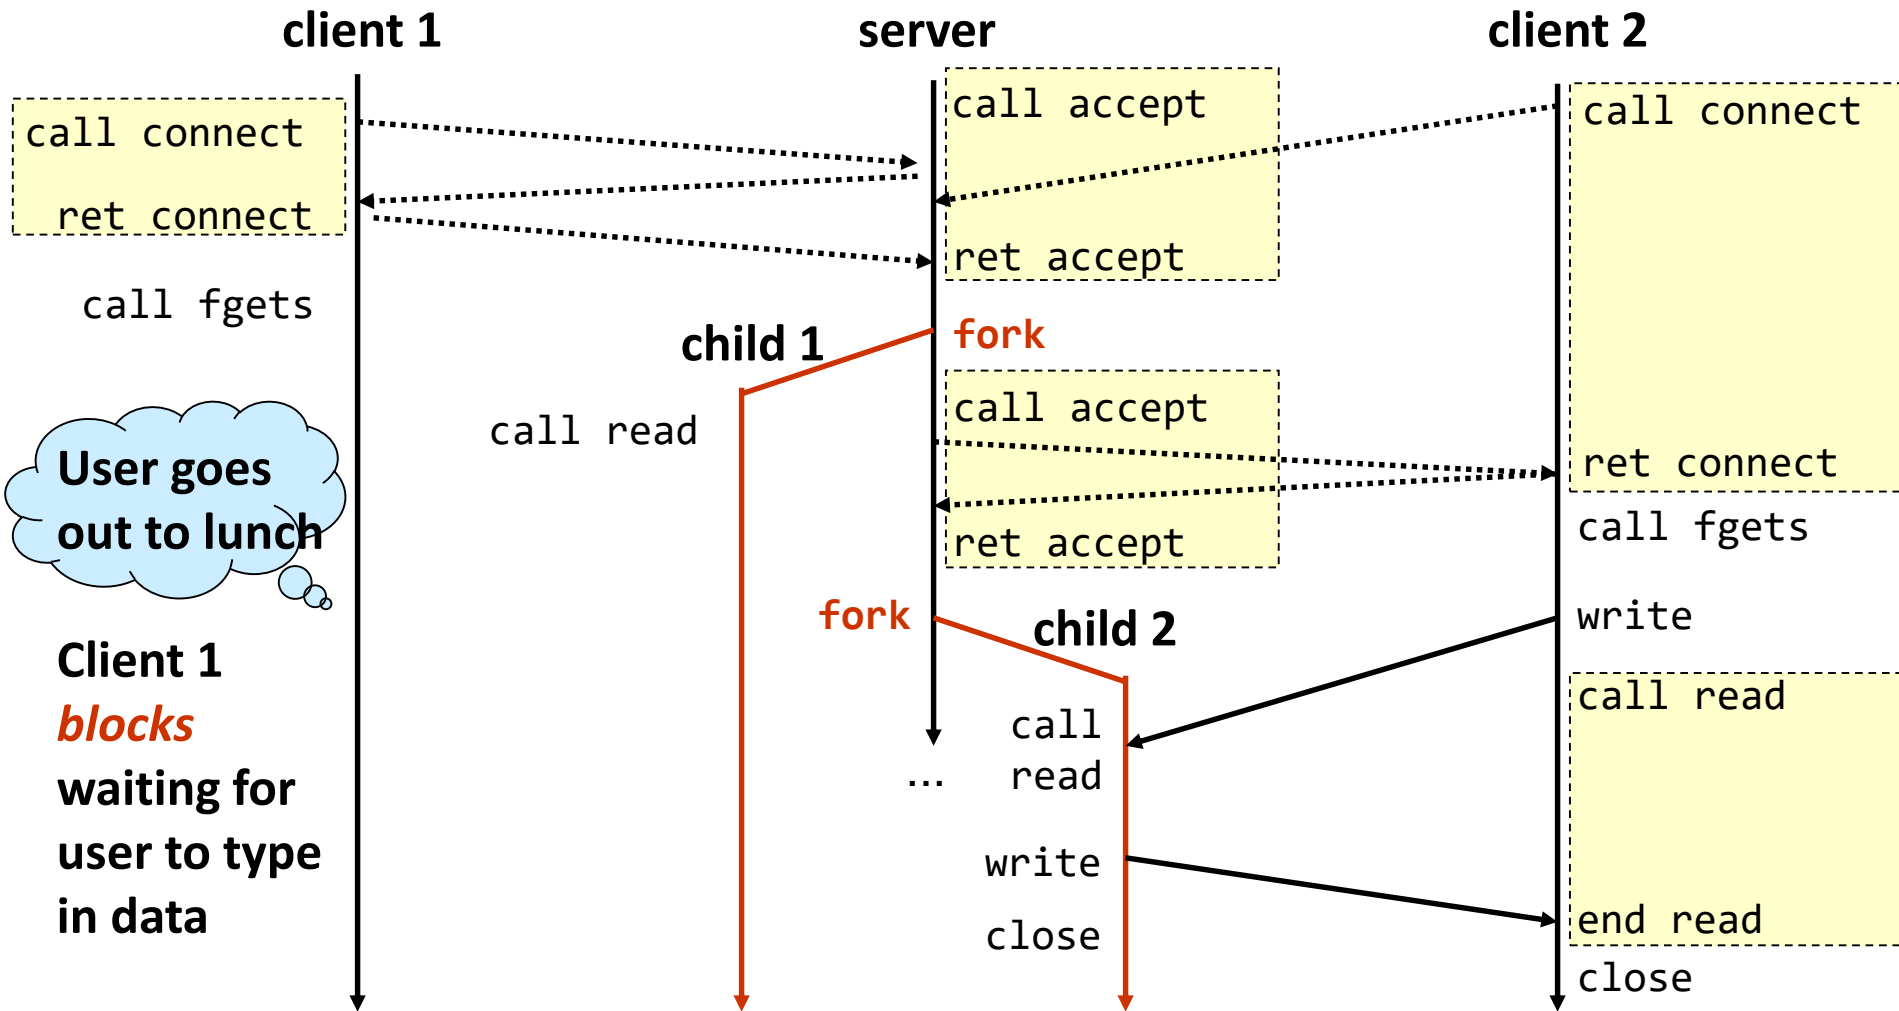 client 1
server
client 2
call connect
ret connect
call fgets
User goes
out to lunch
Client 1
blocks
waiting for
user to type
in data
child 1
call read
call accept
ret accept
fork
call accept
ret accept
fork
child 2
...
call
read
write
close
call connect
ret connect
call fgets
write
call read
end read
close